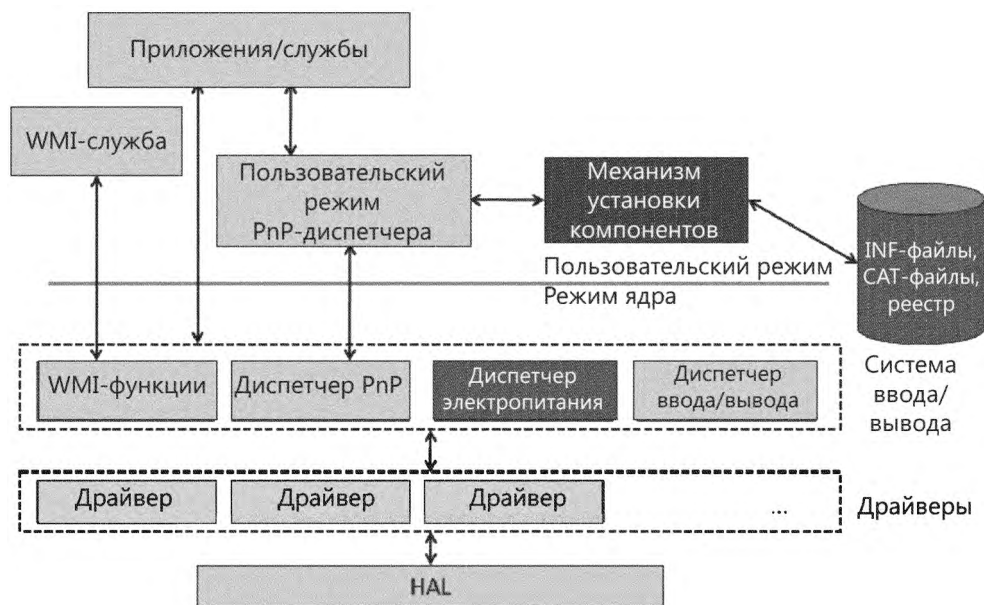 Приложения/службы
WMI-служба
Пользовательский
режим
PnP-диспетчера
Механизм
установки
компонентов
INF-файлы,
CAT-файлы,
реестр
Пользовательский режим
Режим ядра
WMI-функции
Диспетчер PnP
Диспетчер
электропитания
Диспетчер
ввода/вывода
Система
ввода/
вывода
Драйвер
Драйвер
Драйвер
...
Драйверы
HAL